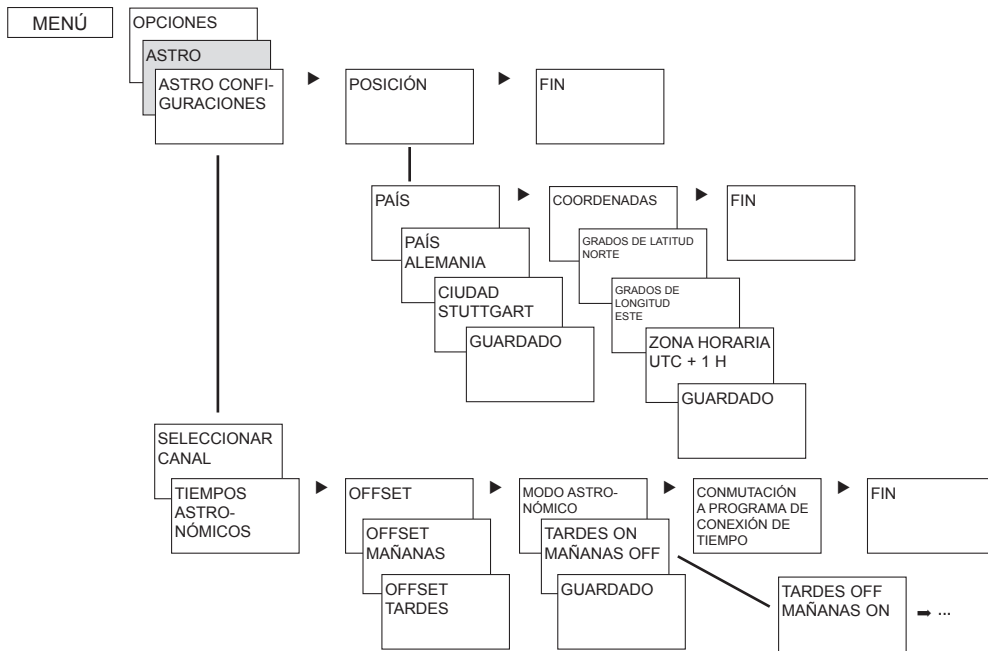 MENÚ
OPCIONES
ASTRO
ASTRO CONFI-
GURACIONES
POSICIÓN
FIN
PAÍS
PAÍS
ALEMANIA
CIUDAD
STUTTGART
GUARDADO
COORDENADAS
GRADOS DE LATITUD
NORTE
GRADOS DE
LONGITUD
ESTE
ZONA HORARIA
UTC + 1 H
GUARDADO
FIN
SELECCIONAR
CANAL
TIEMPOS
ASTRO-
NÓMICOS
OFFSET
OFFSET
MAÑANAS
OFFSET
TARDES
MODO ASTRO-
NÓMICO
TARDES ON
MAÑANAS OFF
GUARDADO
CONMUTACIÓN
A PROGRAMA DE
CONEXIÓN DE
TIEMPO
FIN
TARDES OFF
MAÑANAS ON
➡ ...